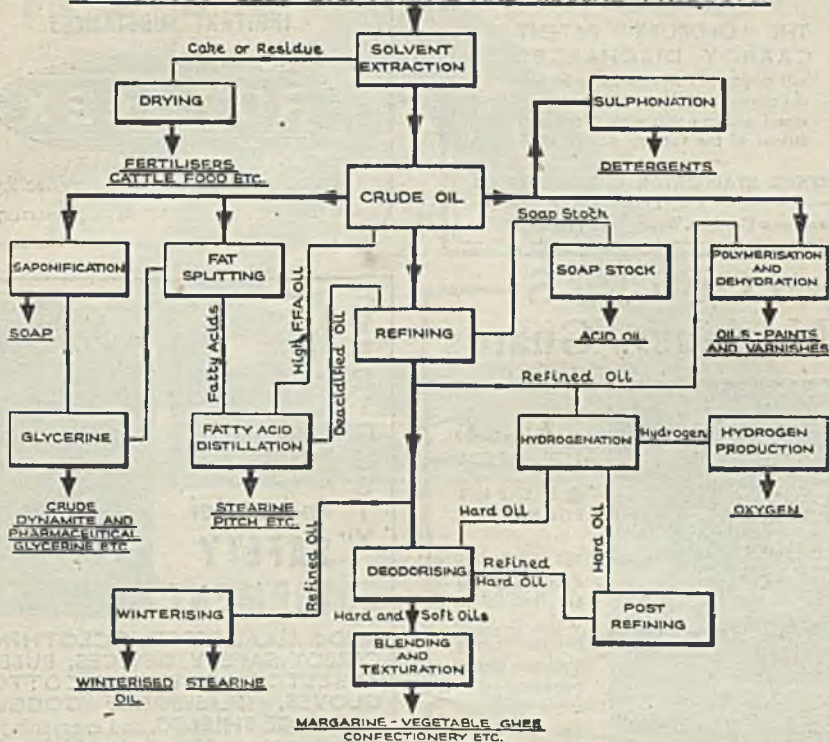 SOLVENT
EXTRACTION
Cake or Residue
DRYING
FERTILISERS
CATTLE FOOD ETC.
SULPHONATION
DETERGENTS
CRUDE OIL
Soap Stock
SAPONIFICATION
SOAP
FAT
SPLITTING
Fatty Acids
High FFA Oil
Deacidified Oil
REFINING
SOAP STOCK
ACID OIL
POLYMERISATION
AND
DEHYDRATION
OILS - PAINTS
AND VARNISHES
Refined Oil
GLYCERINE
CRUDE
DYNAMITE AND
PHARMACEUTICAL
GLYCERINE ETC
FATTY ACID
DISTILLATION
STEARINE
PITCH ETC.
HYDROGENATION
Hydrogen
HYDROGEN
PRODUCTION
OXYGEN
Hard Oil
Hard Oil
Refined Oil
DEODORISING
Refined
Hard Oil
POST
REFINING
WINTERISING
WINTERISED
OIL
STEARINE
Hard and Soft Oils
BLENDING
AND
TEXTURATION
MARGARINE - VEGETABLE GHEE
CONFECTIONERY ETC.